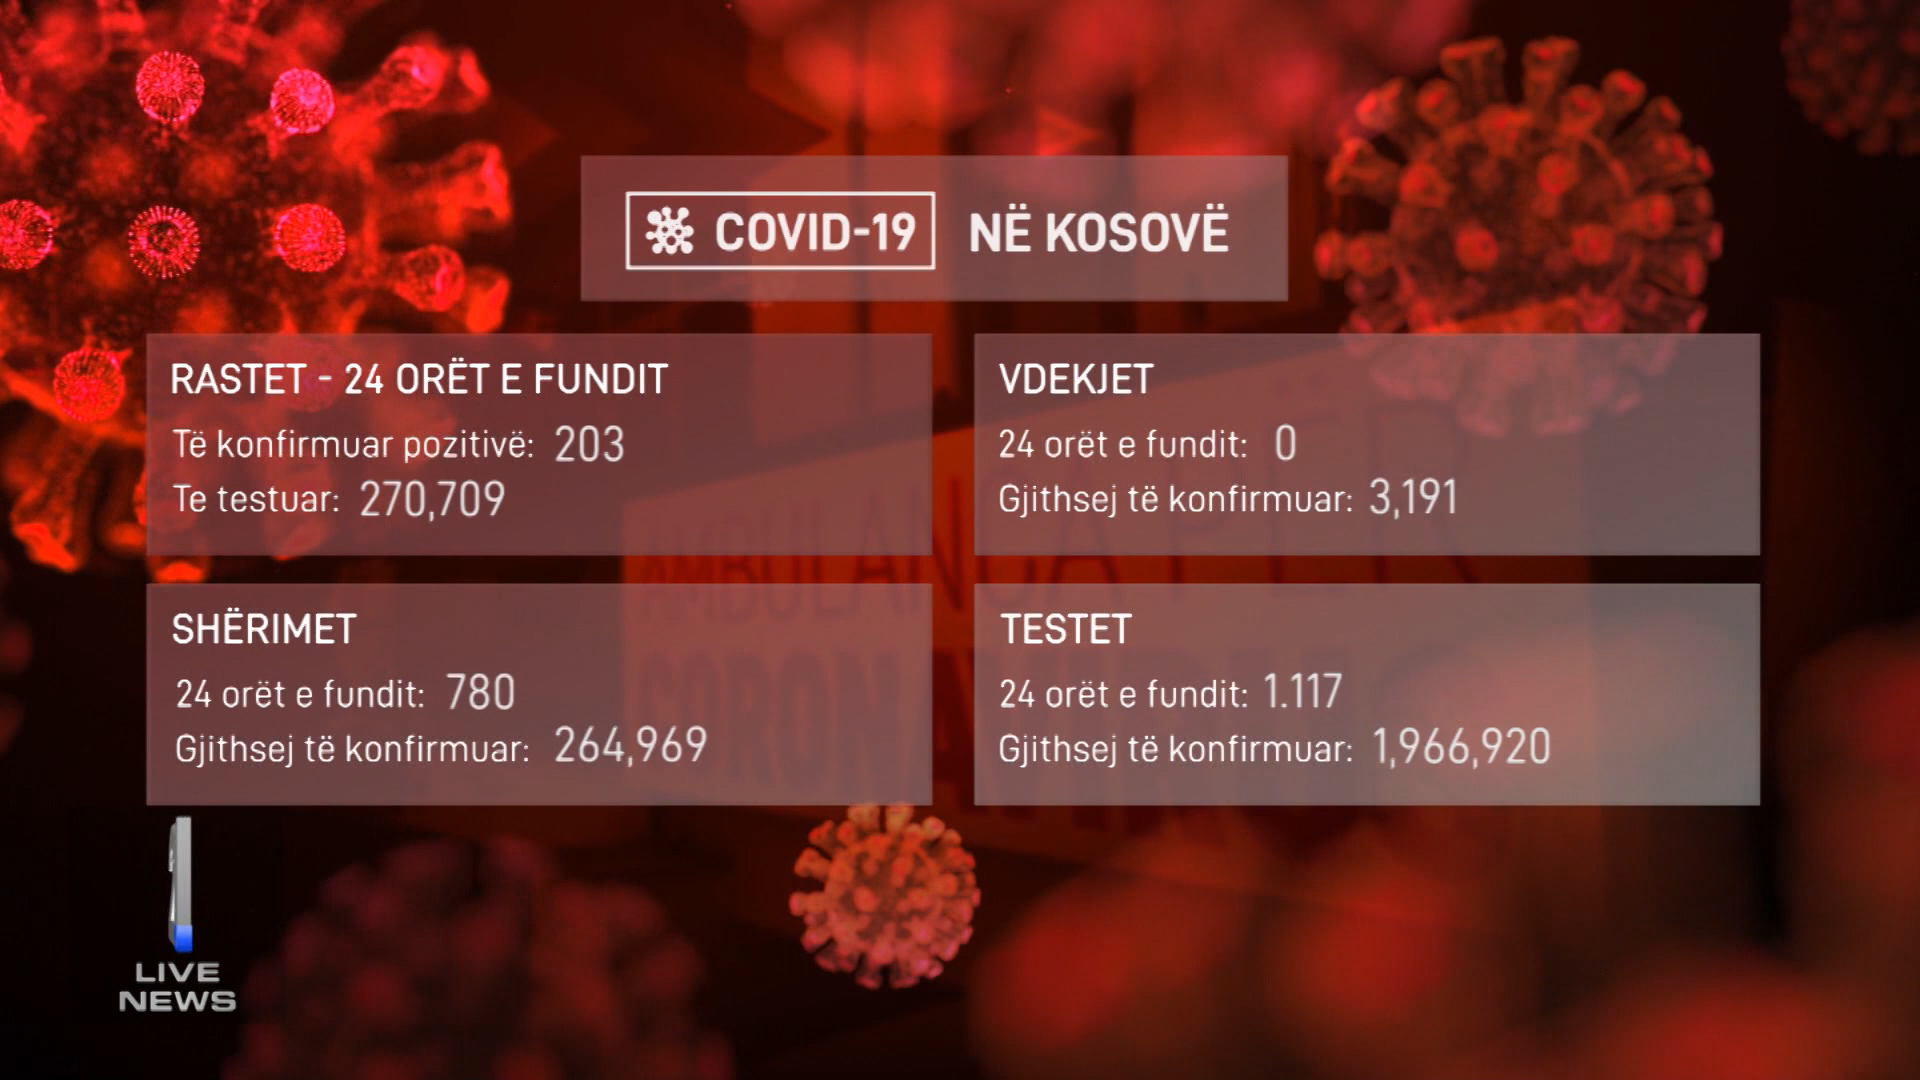 COVID-19 NË KOSOVË
RASTET - 24 ORËT E FUNDIT
Të konfirmuar pozitivë: 203
Te testuar: 270,709
VDEKJET
24 orët e fundit: 0
Gjithsej të konfirmuar: 3,191
SHËRIMET
24 orët e fundit: 780
Gjithsej të konfirmuar: 264,969
TESTET
24 orët e fundit: 1.117
Gjithsej të konfirmuar: 1,966,920
AMBULANCA PËR
LIVE
NEWS